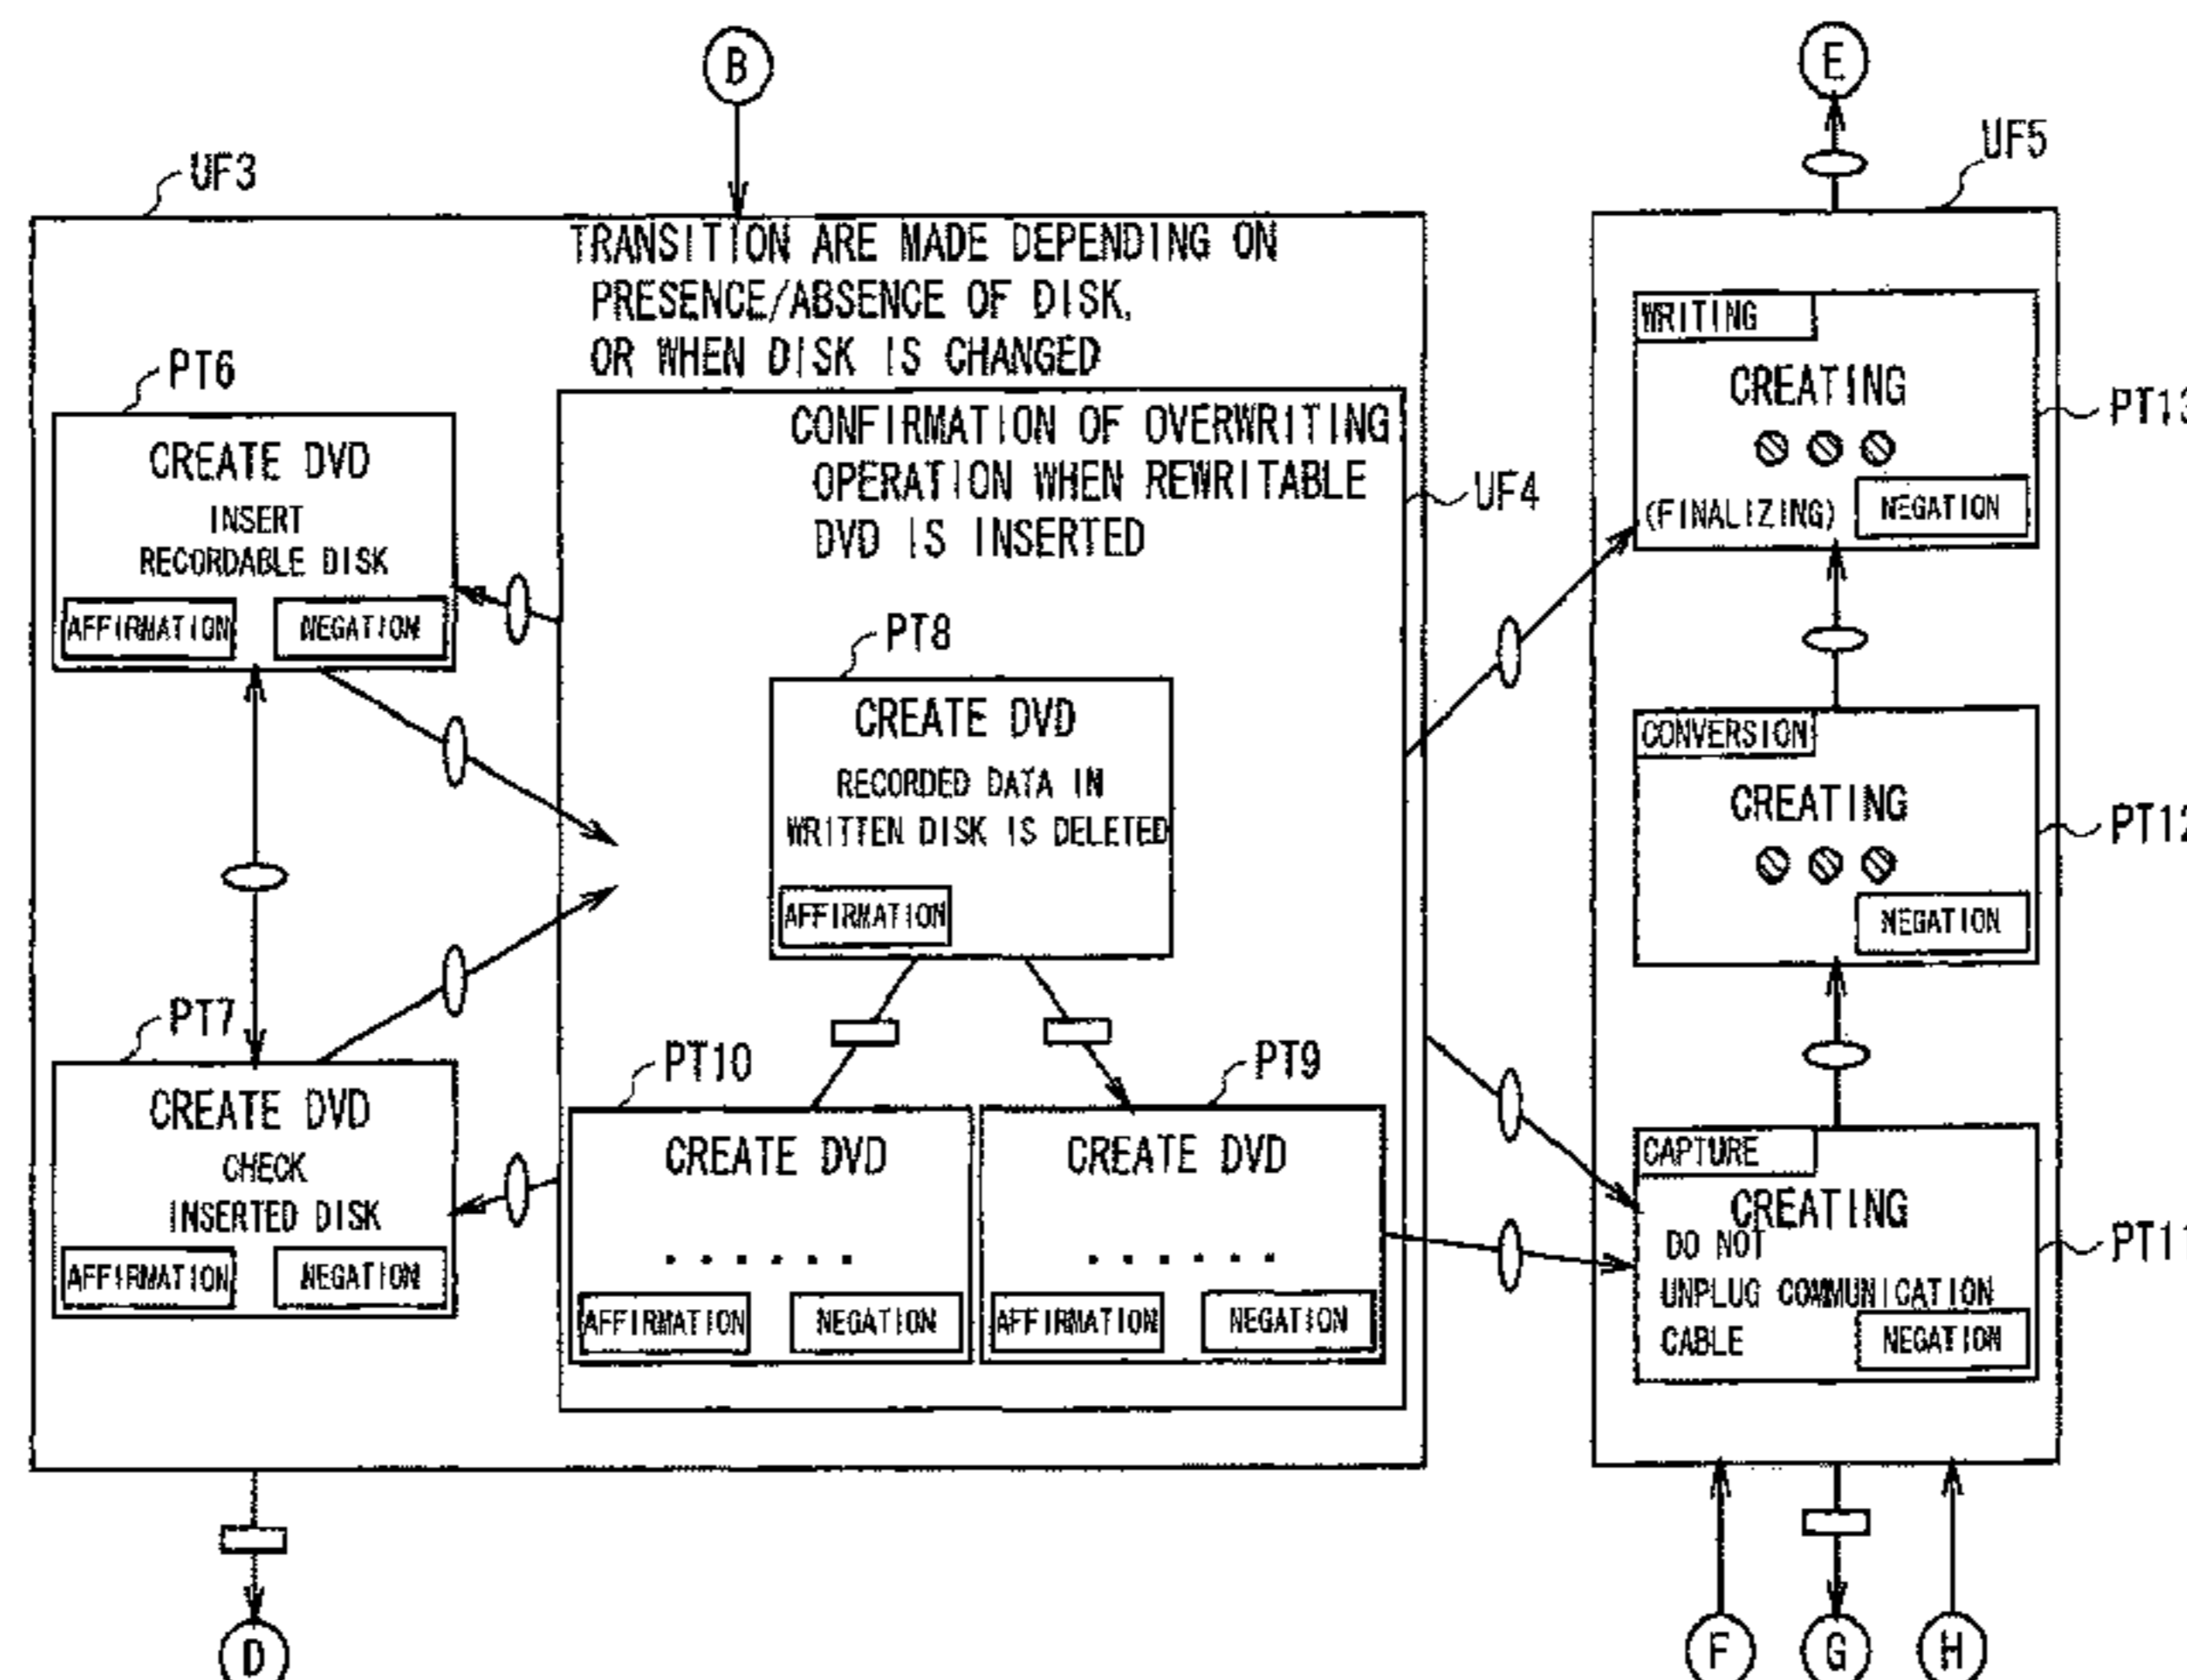 B
E
UF3
UF5
TRANSITION ARE MADE DEPENDING ON
PRESENCE/ABSENCE OF DISK,
OR WHEN DISK IS CHANGED
PT6
CREATE DVD
INSERT
RECORDABLE DISK
AFFIRMATION
NEGATION
CONFIRMATION OF OVERWRITING
OPERATION WHEN REWRITABLE
DVD IS INSERTED
UF4
PT8
CREATE DVD
RECORDED DATA IN
WRITTEN DISK IS DELETED
AFFIRMATION
PT7
CREATE DVD
CHECK
INSERTED DISK
AFFIRMATION
NEGATION
PT10
CREATE DVD
. . . . . .
AFFIRMATION
NEGATION
PT9
CREATE DVD
. . . . . .
AFFIRMATION
NEGATION
WRITING
CREATING
(FINALIZING)
NEGATION
PT13
CONVERSION
CREATING
NEGATION
PT12
CAPTURE
CREATING
DO NOT
UNPLUG COMMUNICATION
CABLE
NEGATION
PT11
D
F
G
H